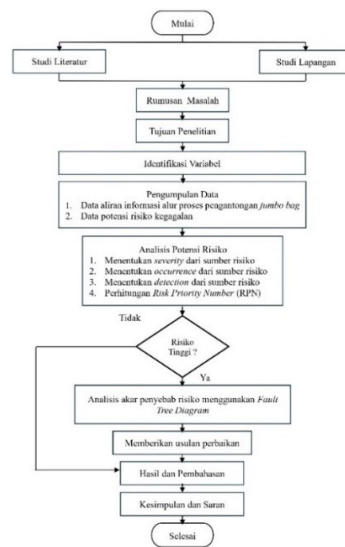 Mulai
Studi Literatur
Studi Lapangan
Rumusan Masalah
Tujuan Penelitian
Identifikasi Variabel
Pengumpulan Data
1. Data aliran informasi alur proses pengantongan jumbo bag
2. Data potensi risiko kegagalan
Analisis Potensi Risiko
1. Menentukan severity dari sumber risiko
2. Menentukan occurrence dari sumber risiko
3. Menentukan detection dari sumber risiko
4. Perhitungan Risk Priority Number (RPN)
Tidak
Risiko
Tinggi ?
Ya
Analisis akar penyebab risiko menggunakan Fault
Tree Diagram
Memberikan usulan perbaikan
Hasil dan Pembahasan
Kesimpulan dan Saran
Selesai